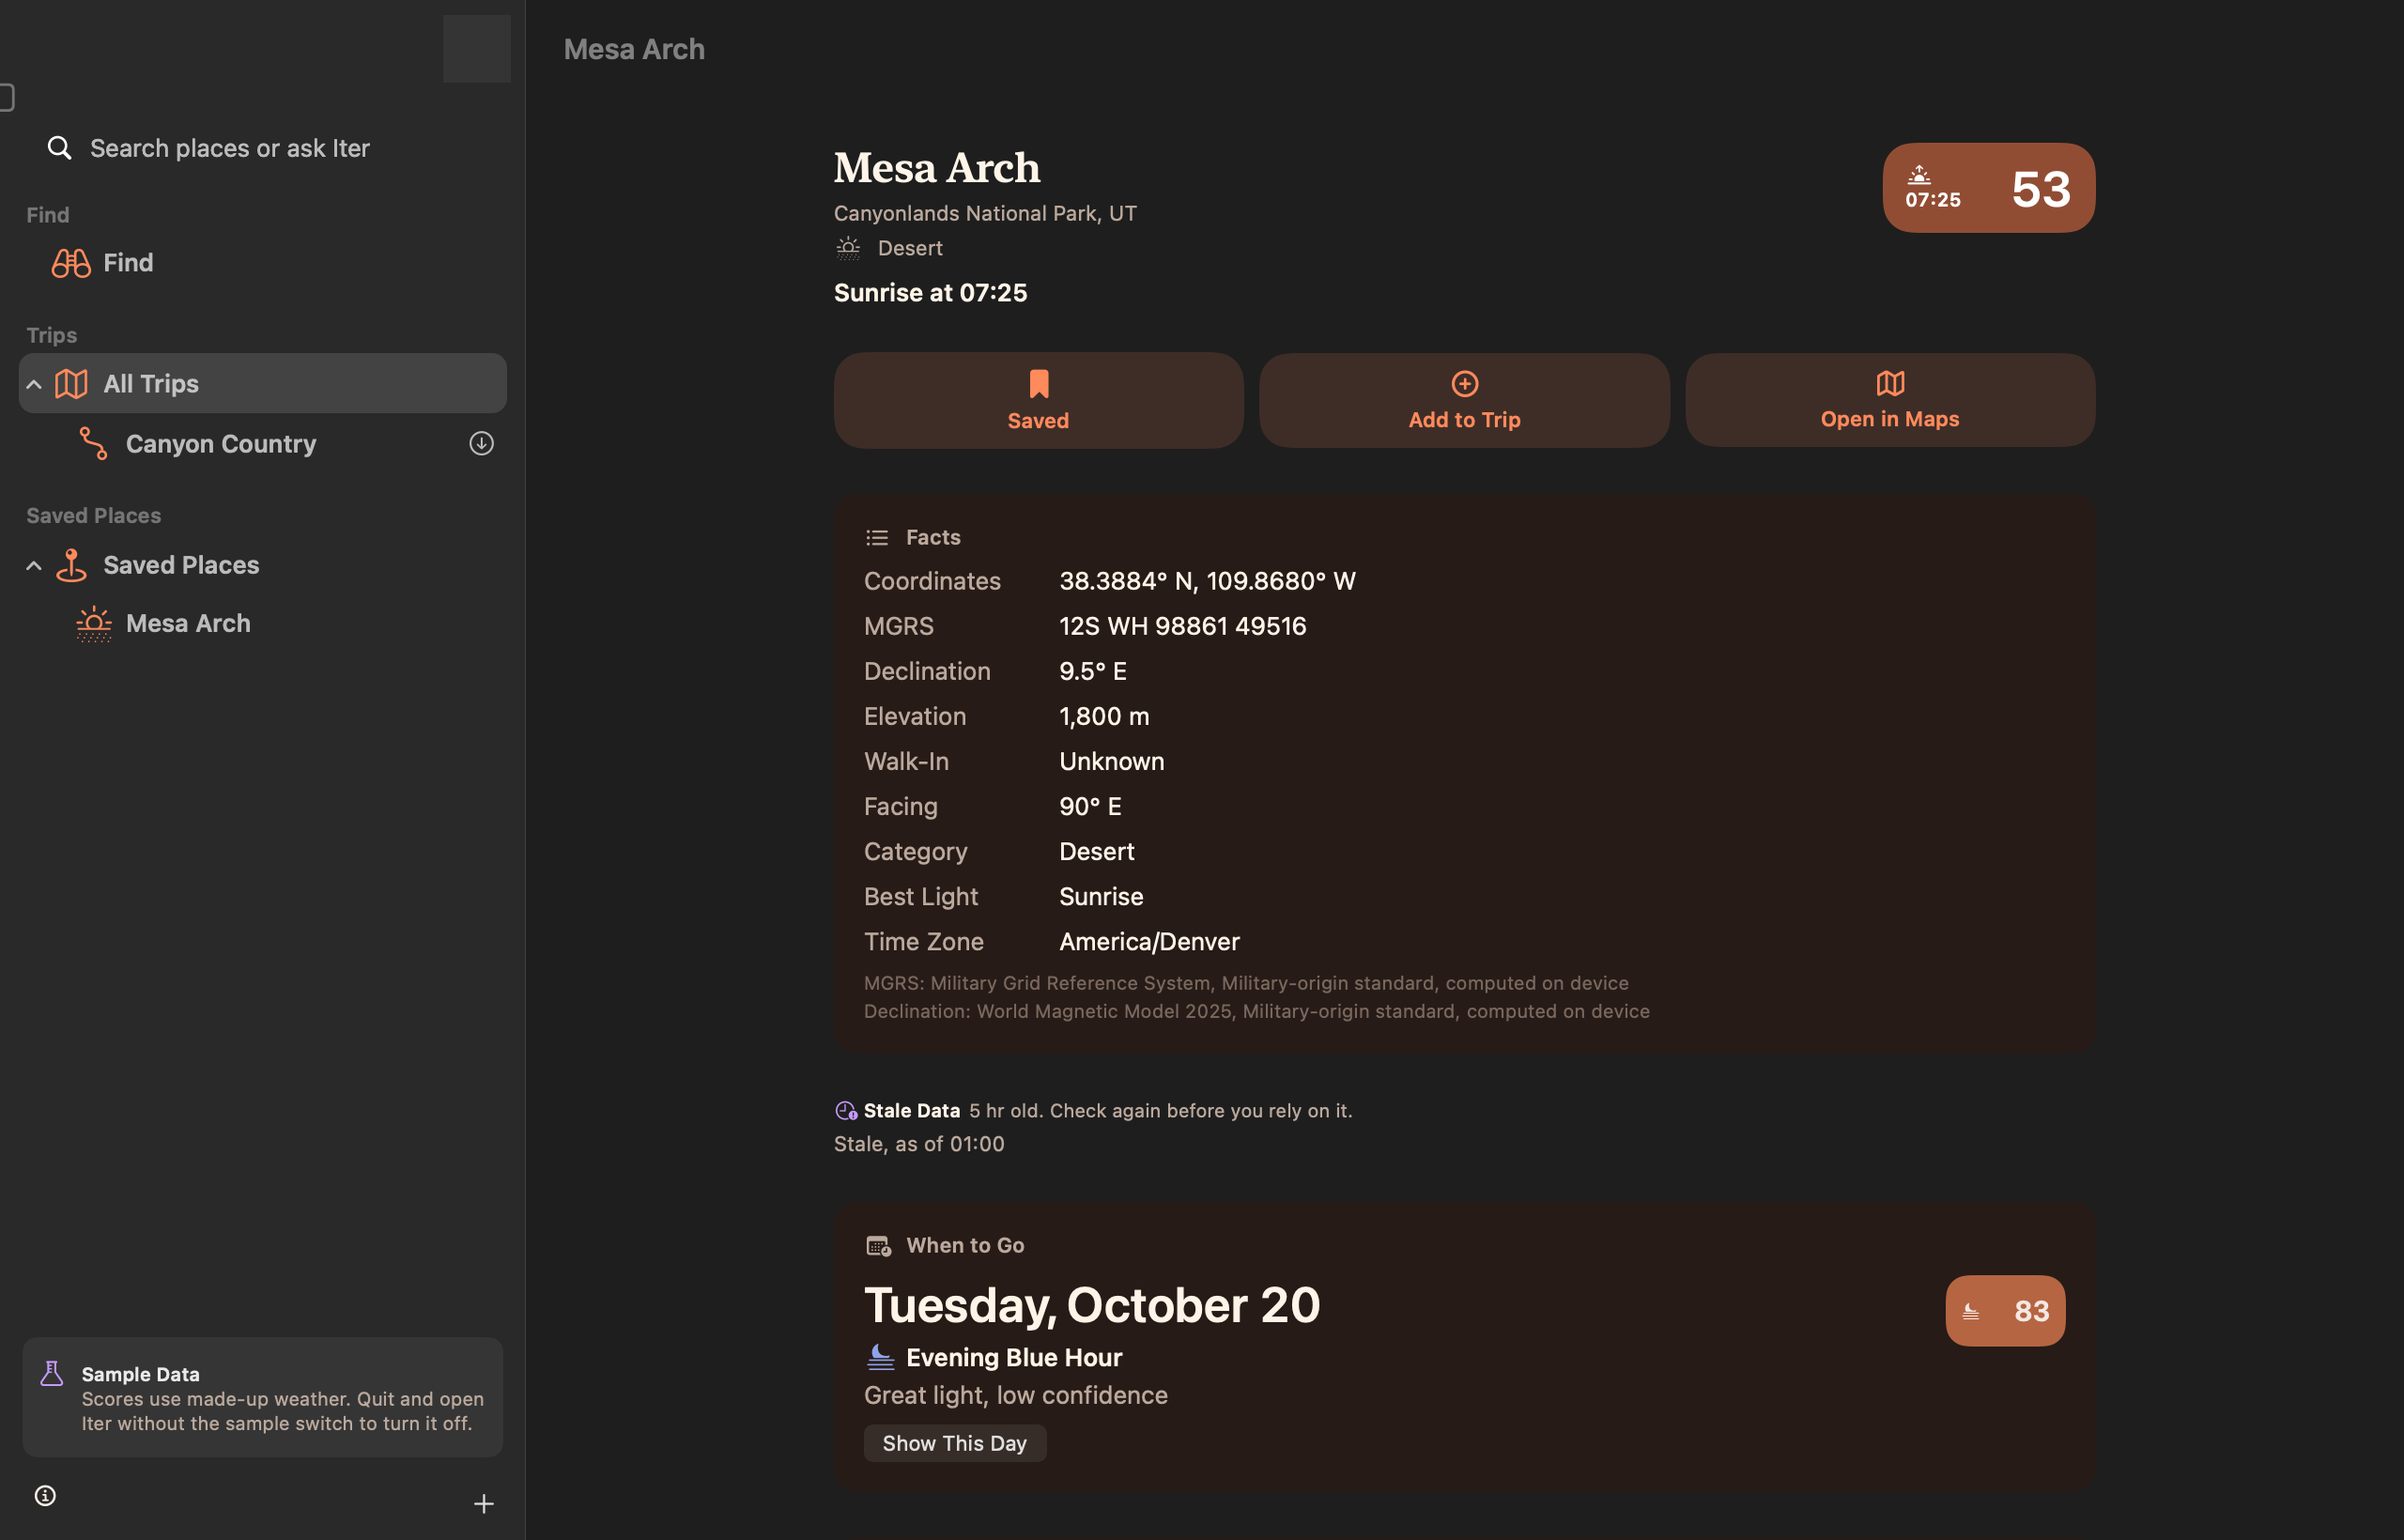 Mesa Arch
Search places or ask Iter
Find
Find
Trips
All Trips
Canyon Country
Saved Places
Saved Places
Mesa Arch
Sample Data
Scores use made-up weather. Quit and open
Iter without the sample switch to turn it off.
Mesa Arch
Canyonlands National Park, UT
Desert
Sunrise at 07:25
07:25
53
Saved
Add to Trip
Open in Maps
Facts
Coordinates 38.3884° N, 109.8680° W
MGRS 12S WH 98861 49516
Declination 9.5° E
Elevation 1,800 m
Walk-In Unknown
Facing 90° E
Category Desert
Best Light Sunrise
Time Zone America/Denver
MGRS: Military Grid Reference System, Military-origin standard, computed on device
Declination: World Magnetic Model 2025, Military-origin standard, computed on device
Stale Data 5 hr old. Check again before you rely on it.
Stale, as of 01:00
When to Go
Tuesday, October 20
83
Evening Blue Hour
Great light, low confidence
Show This Day